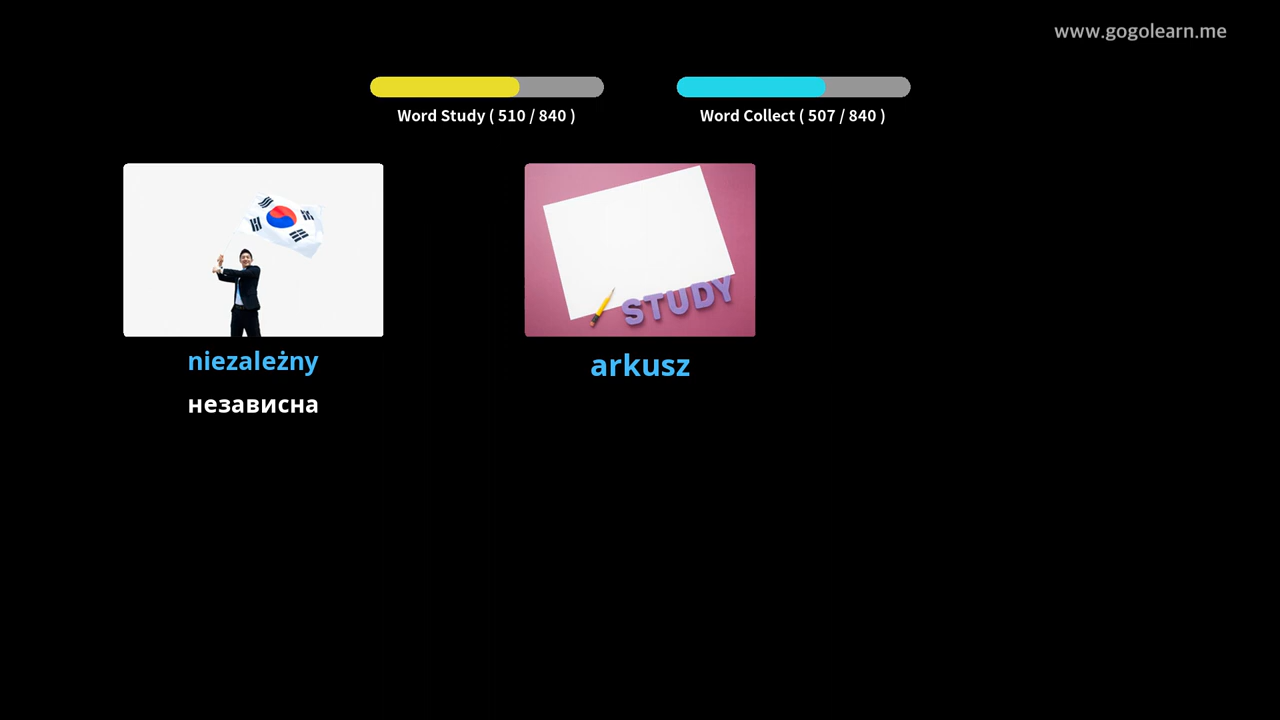 www.gogolearn.me
Word Study ( 510 / 840 )
Word Collect ( 507 / 840 )
STUDY
niezależny
независна
arkusz